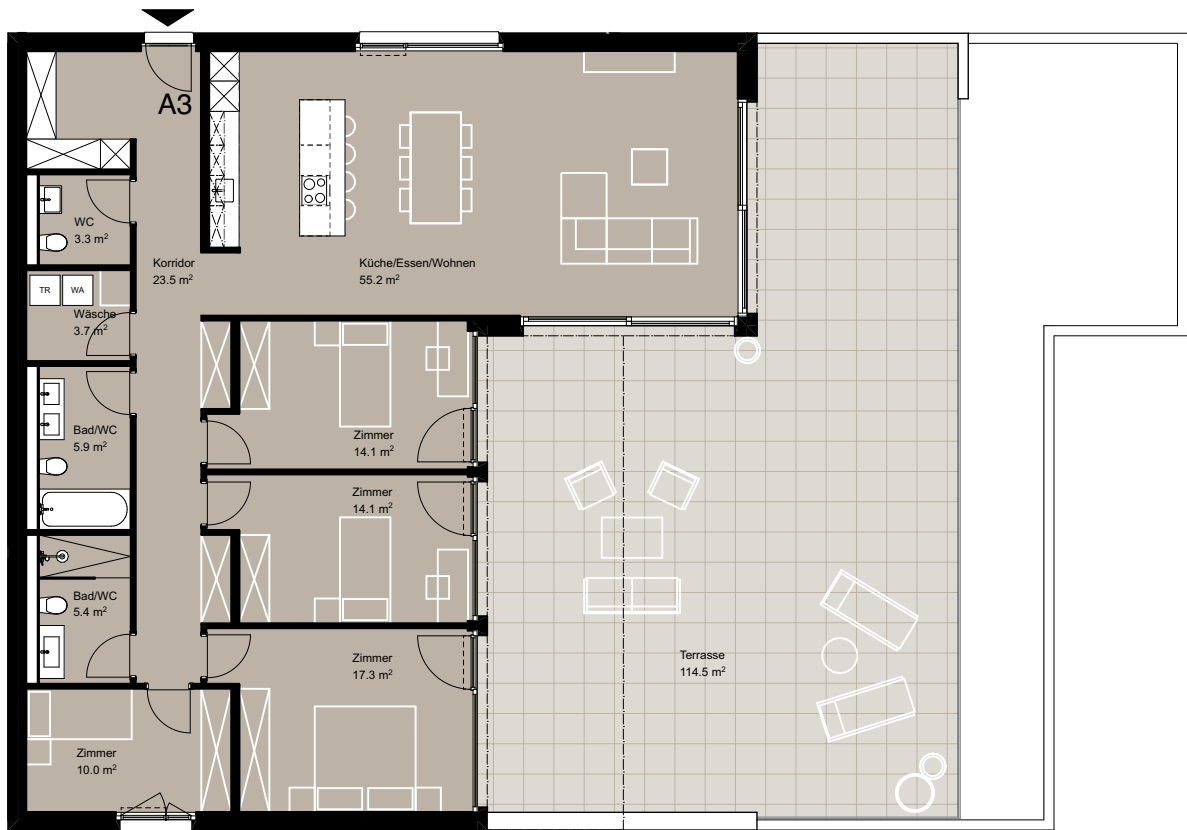 A3
WC
3.3 m²
Korridor
23.5 m²
Küche/Essen/Wohnen
55.2 m²
TR
WA
Wäsche
3.7 m²
Bad/WC
5.9 m²
Zimmer
14.1 m²
Zimmer
14.1 m²
Bad/WC
5.4 m²
Zimmer
17.3 m²
Terrasse
114.5 m²
Zimmer
10.0 m²